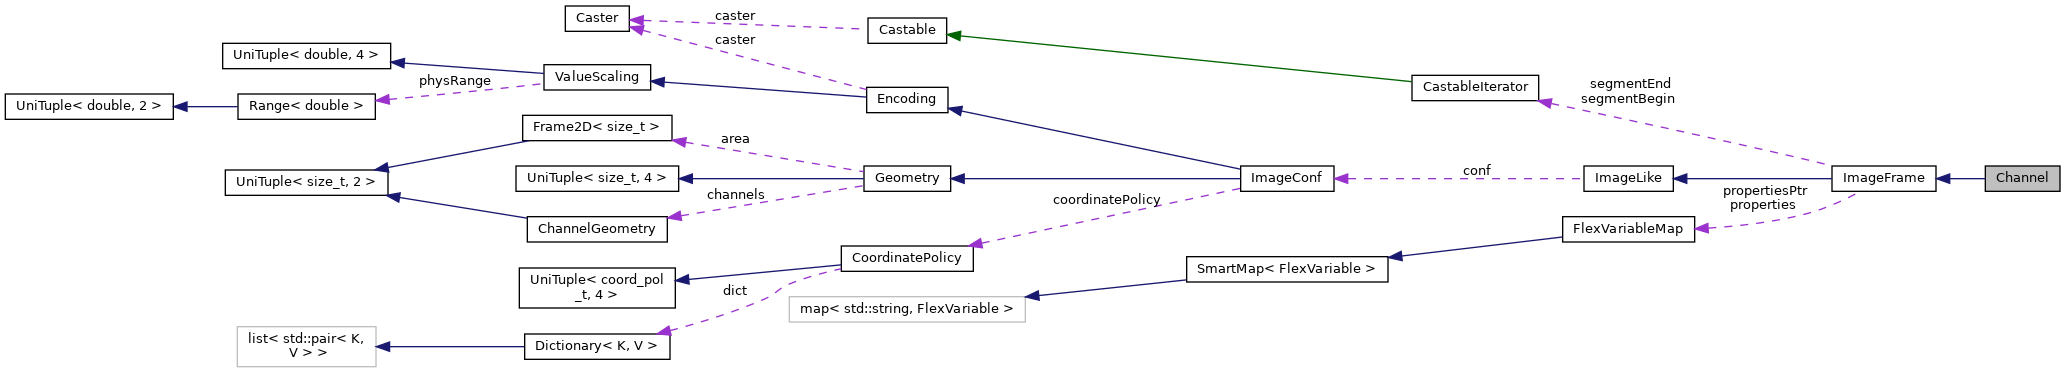 Caster
caster
Castable
caster
UniTuple< double, 4 >
ValueScaling
physRange
UniTuple< double, 2 >
Range< double >
Encoding
CastableIterator
segmentEnd
segmentBegin
Frame2D< size_t >
area
UniTuple< size_t, 2 >
UniTuple< size_t, 4 >
Geometry
channels
ChannelGeometry
ImageConf
conf
ImageLike
ImageFrame
Channel
coordinatePolicy
propertiesPtr
properties
FlexVariableMap
CoordinatePolicy
SmartMap< FlexVariable >
UniTuple< coord_pol
_t, 4 >
dict
map< std::string, FlexVariable >
list< std::pair< K,
V > >
Dictionary< K, V >